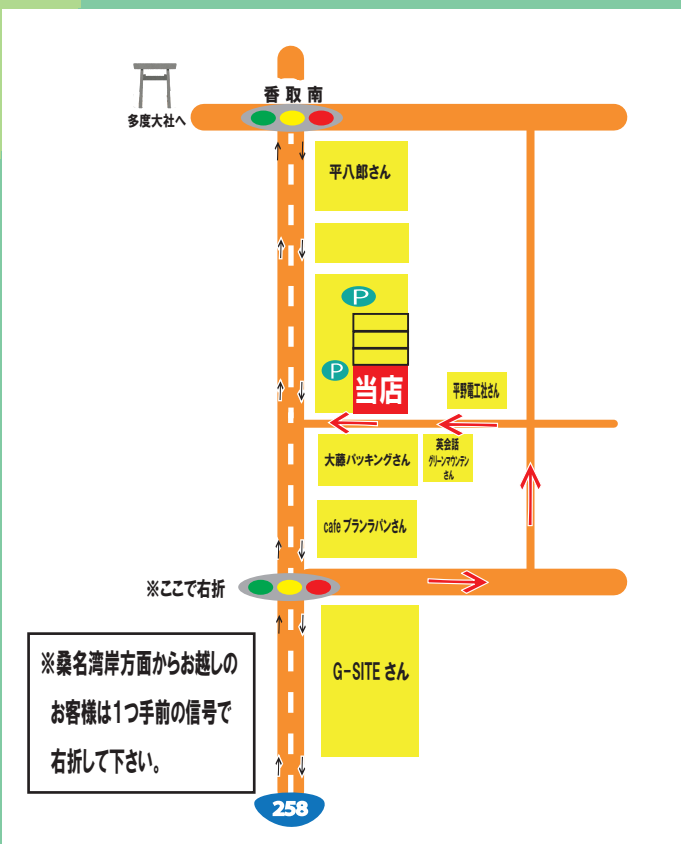 香取南
多度大社へ
平八郎さん
P
P
当店
平野電工社さん
大藤パッキングさん
英会話
グリーンマウンテン
さん
cafe ブランラパンさん
※ここで右折
G-SITE さん
※桑名湾岸方面からお越しの
お客様は1つ手前の信号で
右折して下さい。
258